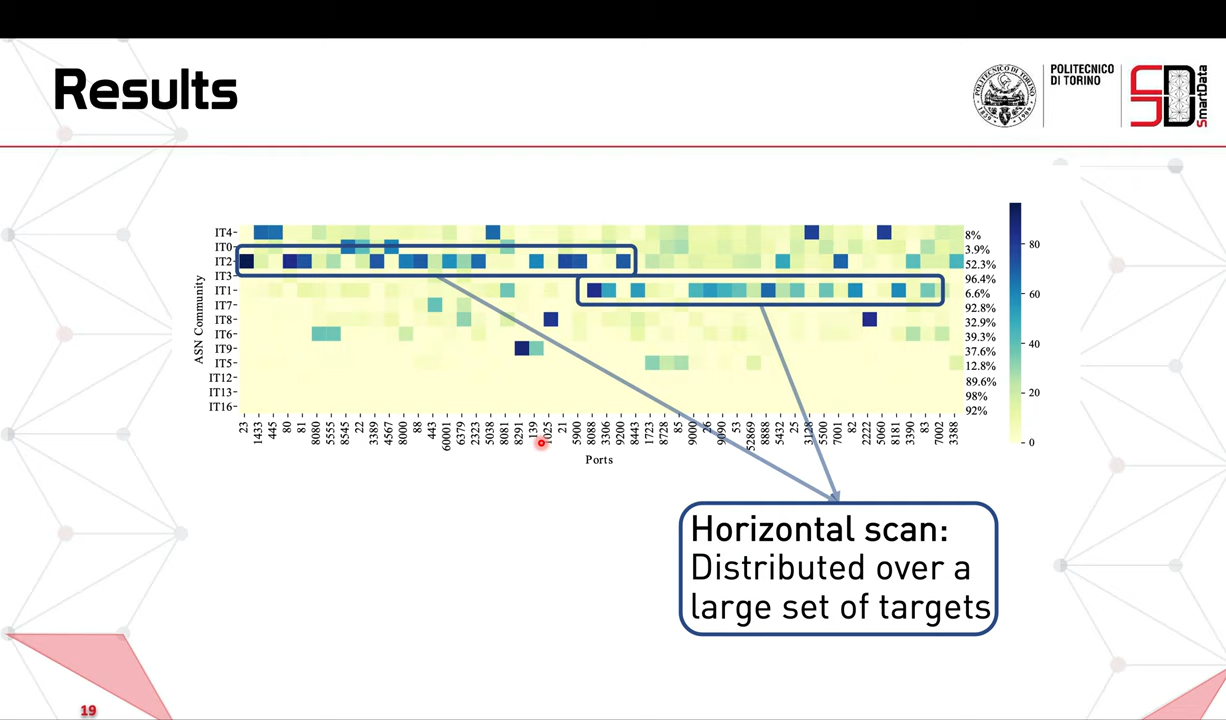 Results
POLITECNICO
DI TORINO
SmartData
IT4
IT0
IT2
IT3
IT1
IT7
IT8
IT6
IT9
IT5
IT12
IT13
IT16
ASN Community
8%
3.9%
52.3%
96.4%
6.6%
92.8%
32.9%
39.3%
37.6%
12.8%
89.6%
98%
92%
80
60
40
20
0
23 1433 445 80 81 8080 5555 8545 22 3389 4567 8000 88 443 60001 6379 2323 5038 8081 8291 139 1025 21 5900 8088 3306 9200 8443 1723 8728 85 9000 26 9090 53 52869 8888 5432 25 3128 5500 7001 82 2222 5060 8181 3390 83 7002 3388
Ports
Horizontal scan:
Distributed over a
large set of targets
19